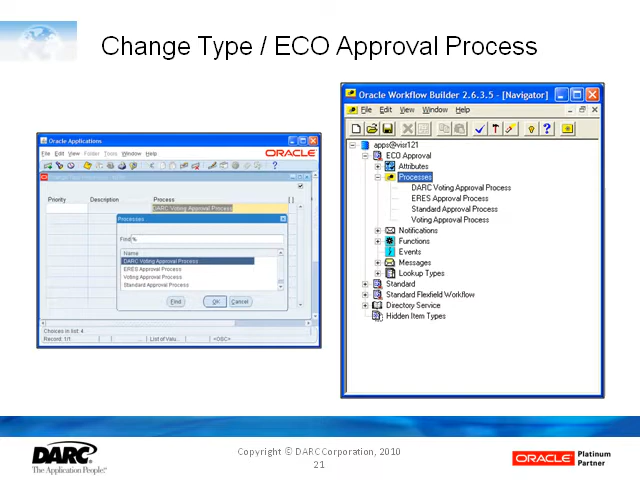 Change Type / ECO Approval Process
Oracle Applications
File Edit View Folder Tools Window Help
ORACLE
Priority Description Process [ ]
DARC Voting Approval Process
Processes
Find %
Name
DARC Voting Approval Process
ERES Approval Process
Voting Approval Process
Standard Approval Process
Find OK Cancel
Choices in list: 4
Record: 1/1 ... List of Valu... <OSC>
Oracle Workflow Builder 2.6.3.5 - [Navigator]
File Edit View Window Help
apps@visr121
ECO Approval
Attributes
Processes
DARC Voting Approval Process
ERES Approval Process
Standard Approval Process
Voting Approval Process
Notifications
Functions
Events
Messages
Lookup Types
Standard
Standard Flexfield Workflow
Directory Service
Hidden Item Types
DARC
The Application People!
Copyright © DARC Corporation, 2010
21
ORACLE Platinum
Partner